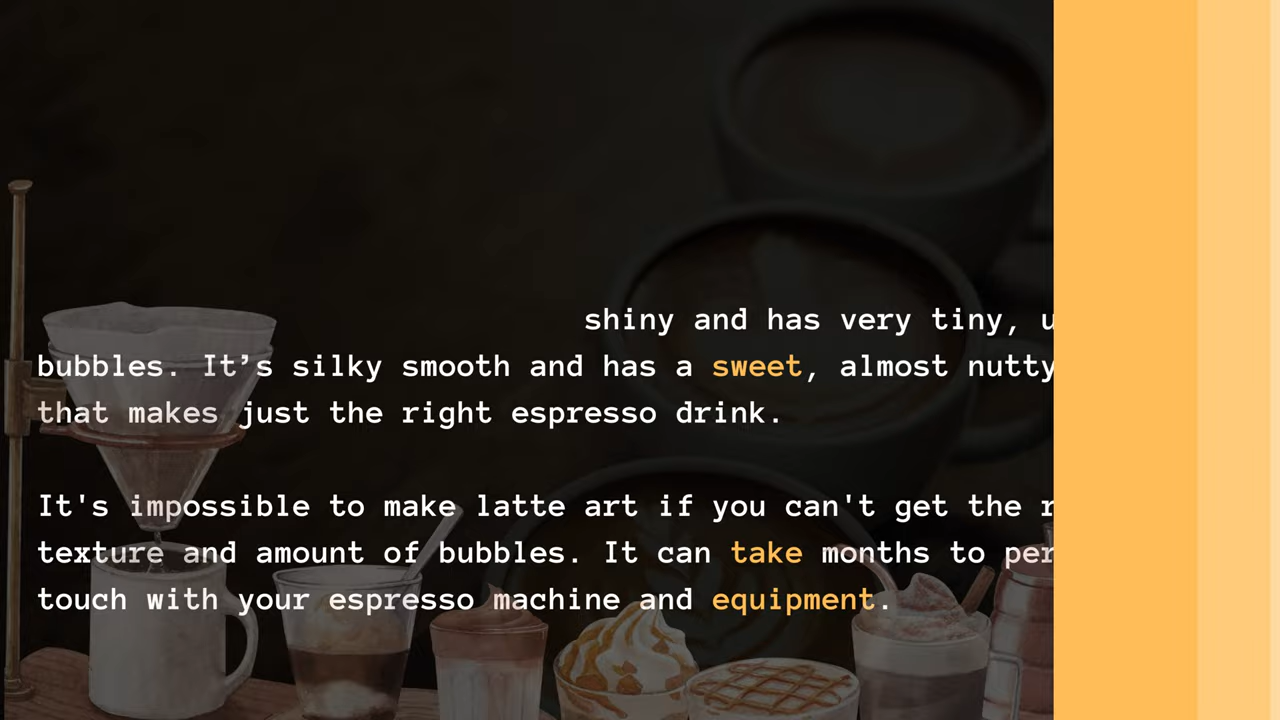 shiny and has very tiny, u
bubbles. It’s silky smooth and has a sweet, almost nutty
that makes just the right espresso drink.
It's impossible to make latte art if you can't get the r
texture and amount of bubbles. It can take months to per
touch with your espresso machine and equipment.